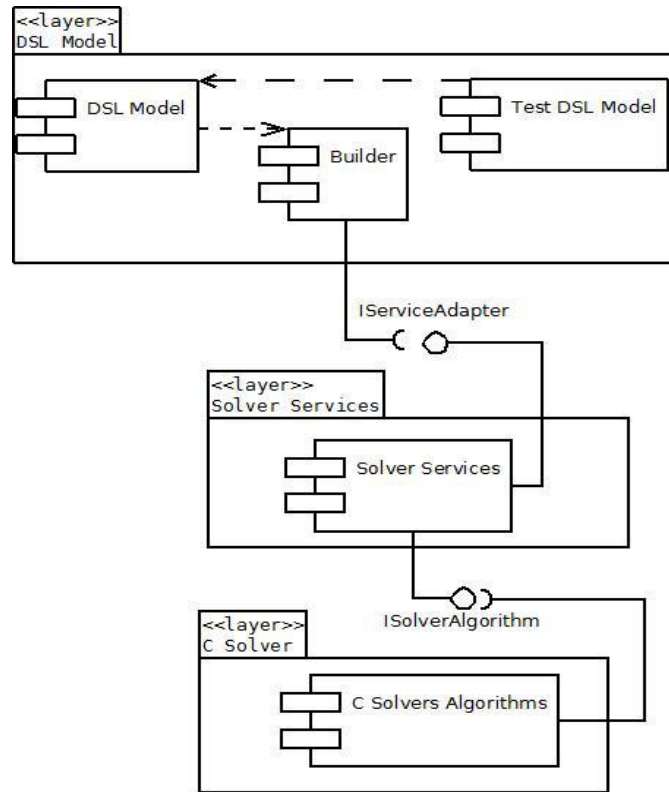 <<layer>>
DSL Model
DSL Model
Test DSL Model
Builder
IServiceAdapter
<<layer>>
Solver Services
Solver Services
ISolverAlgorithm
<<layer>>
C Solver
C Solvers Algorithms